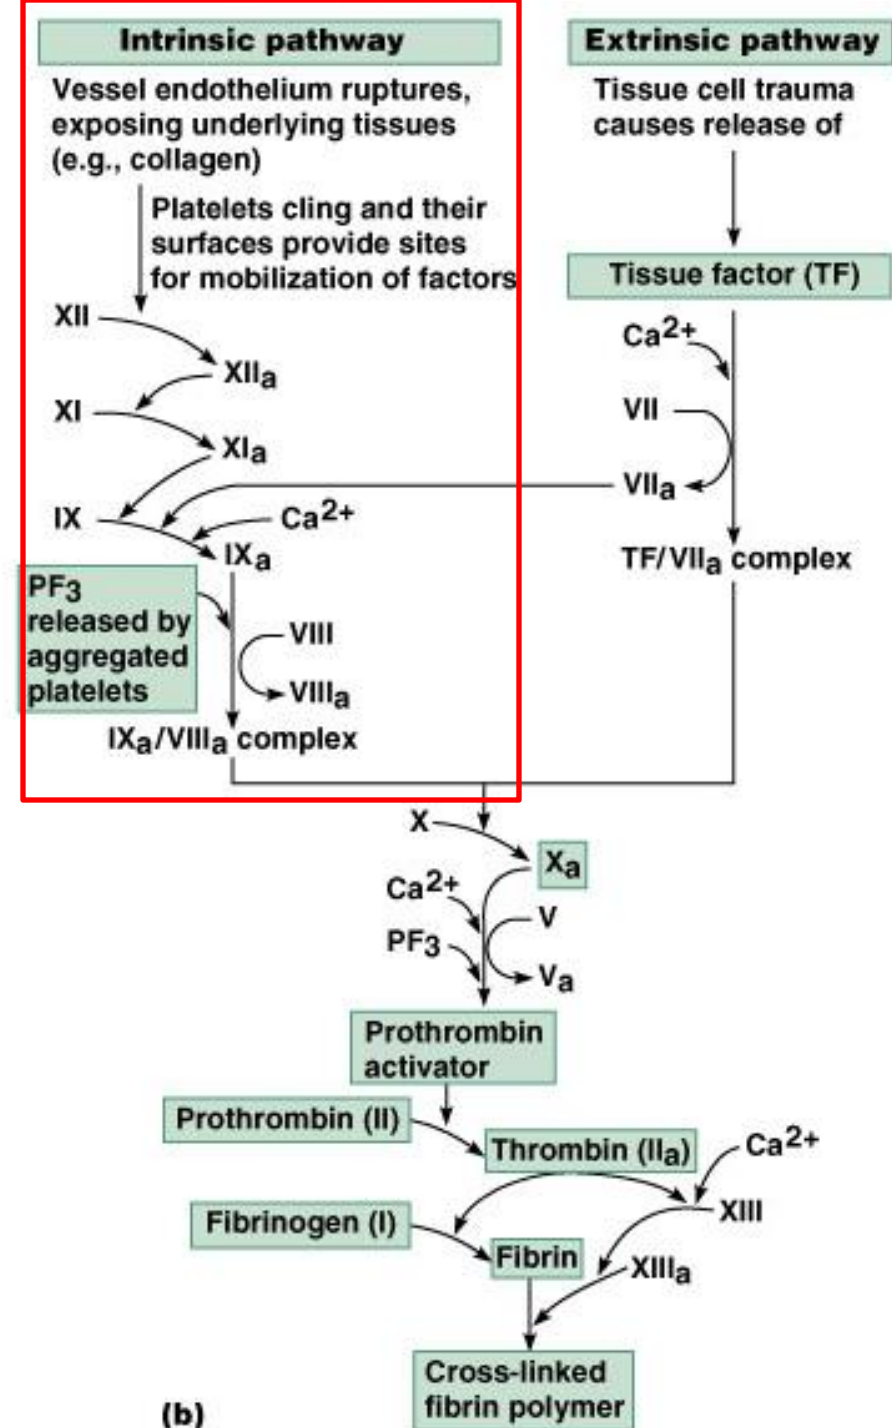 Intrinsic pathway
Vessel endothelium ruptures,
exposing underlying tissues
(e.g., collagen)
Platelets cling and their
surfaces provide sites
for mobilization of factors
XII
XIIa
XI
XIa
IX
Ca2+
IXa
PF3
released by
aggregated
platelets
VIII
VIIIa
IXa/VIIIa complex
Extrinsic pathway
Tissue cell trauma
causes release of
Tissue factor (TF)
Ca2+
VII
VIIa
TF/VIIa complex
X
Xa
Ca2+
PF3
V
Va
Prothrombin
activator
Prothrombin (II)
Thrombin (IIa)
Ca2+
XIII
Fibrinogen (I)
Fibrin
XIIIa
Cross-linked
fibrin polymer
(b)